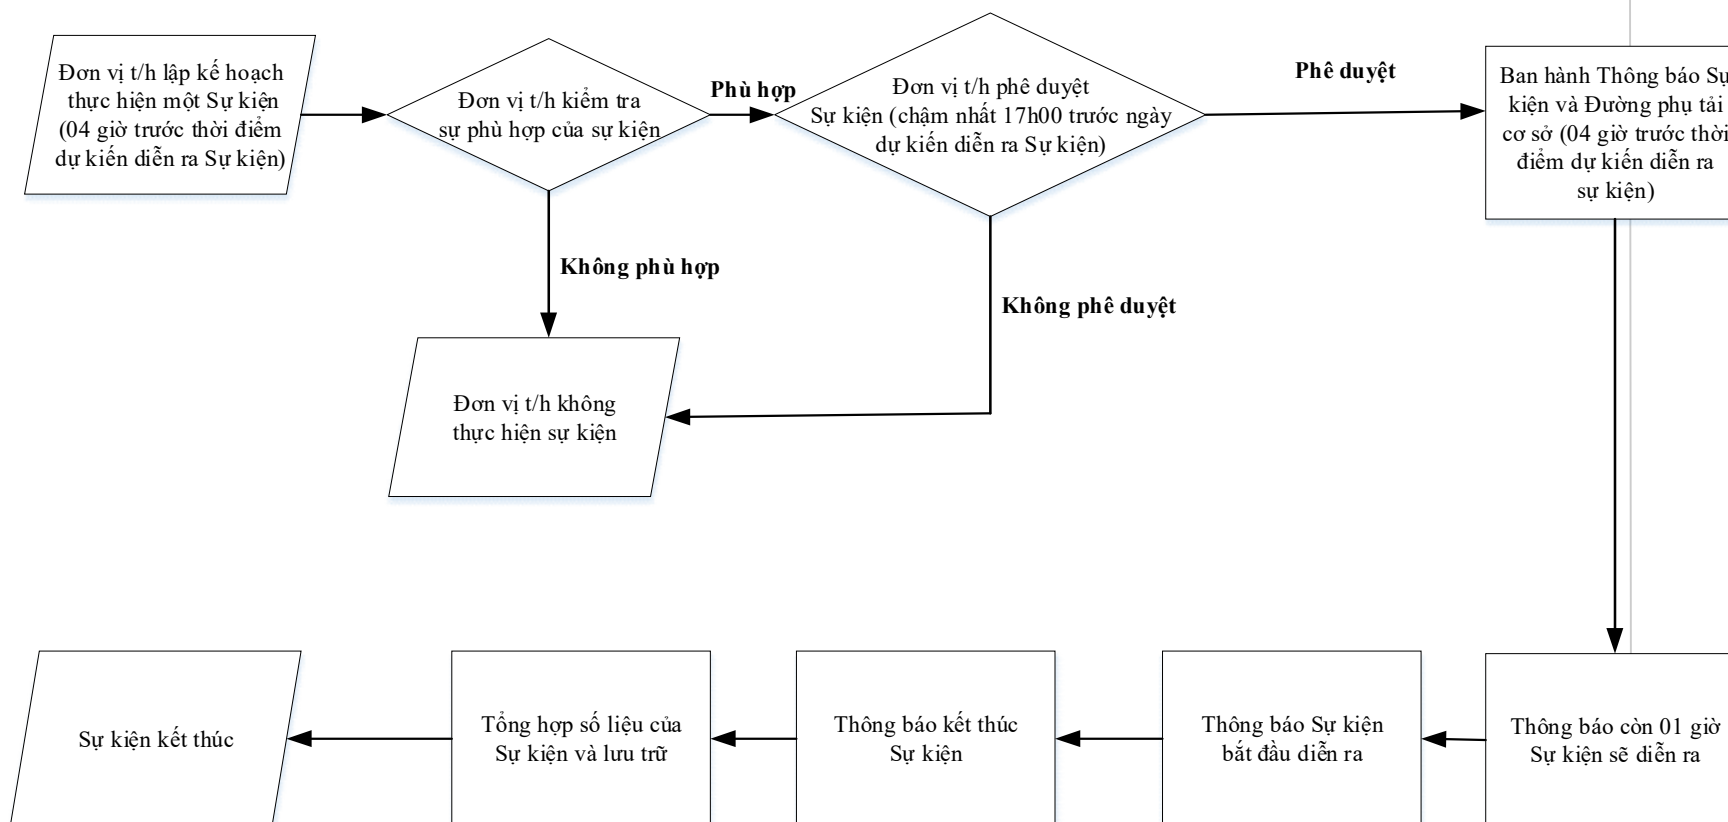 Đơn vị t/h lập kế hoạch
thực hiện một Sự kiện
(04 giờ trước thời điểm
dự kiến diễn ra Sự kiện)
Đơn vị t/h kiểm tra
sự phù hợp của sự kiện
Phù hợp
Đơn vị t/h phê duyệt
Sự kiện (chậm nhất 17h00 trước ngày
dự kiến diễn ra Sự kiện)
Phê duyệt
Ban hành Thông báo Sự
kiện và Đường phụ tải
cơ sở (04 giờ trước thời
điểm dự kiến diễn ra
sự kiện)
Không phù hợp
Không phê duyệt
Đơn vị t/h không
thực hiện sự kiện
Sự kiện kết thúc
Tổng hợp số liệu của
Sự kiện và lưu trữ
Thông báo kết thúc
Sự kiện
Thông báo Sự kiện
bắt đầu diễn ra
Thông báo còn 01 giờ
Sự kiện sẽ diễn ra